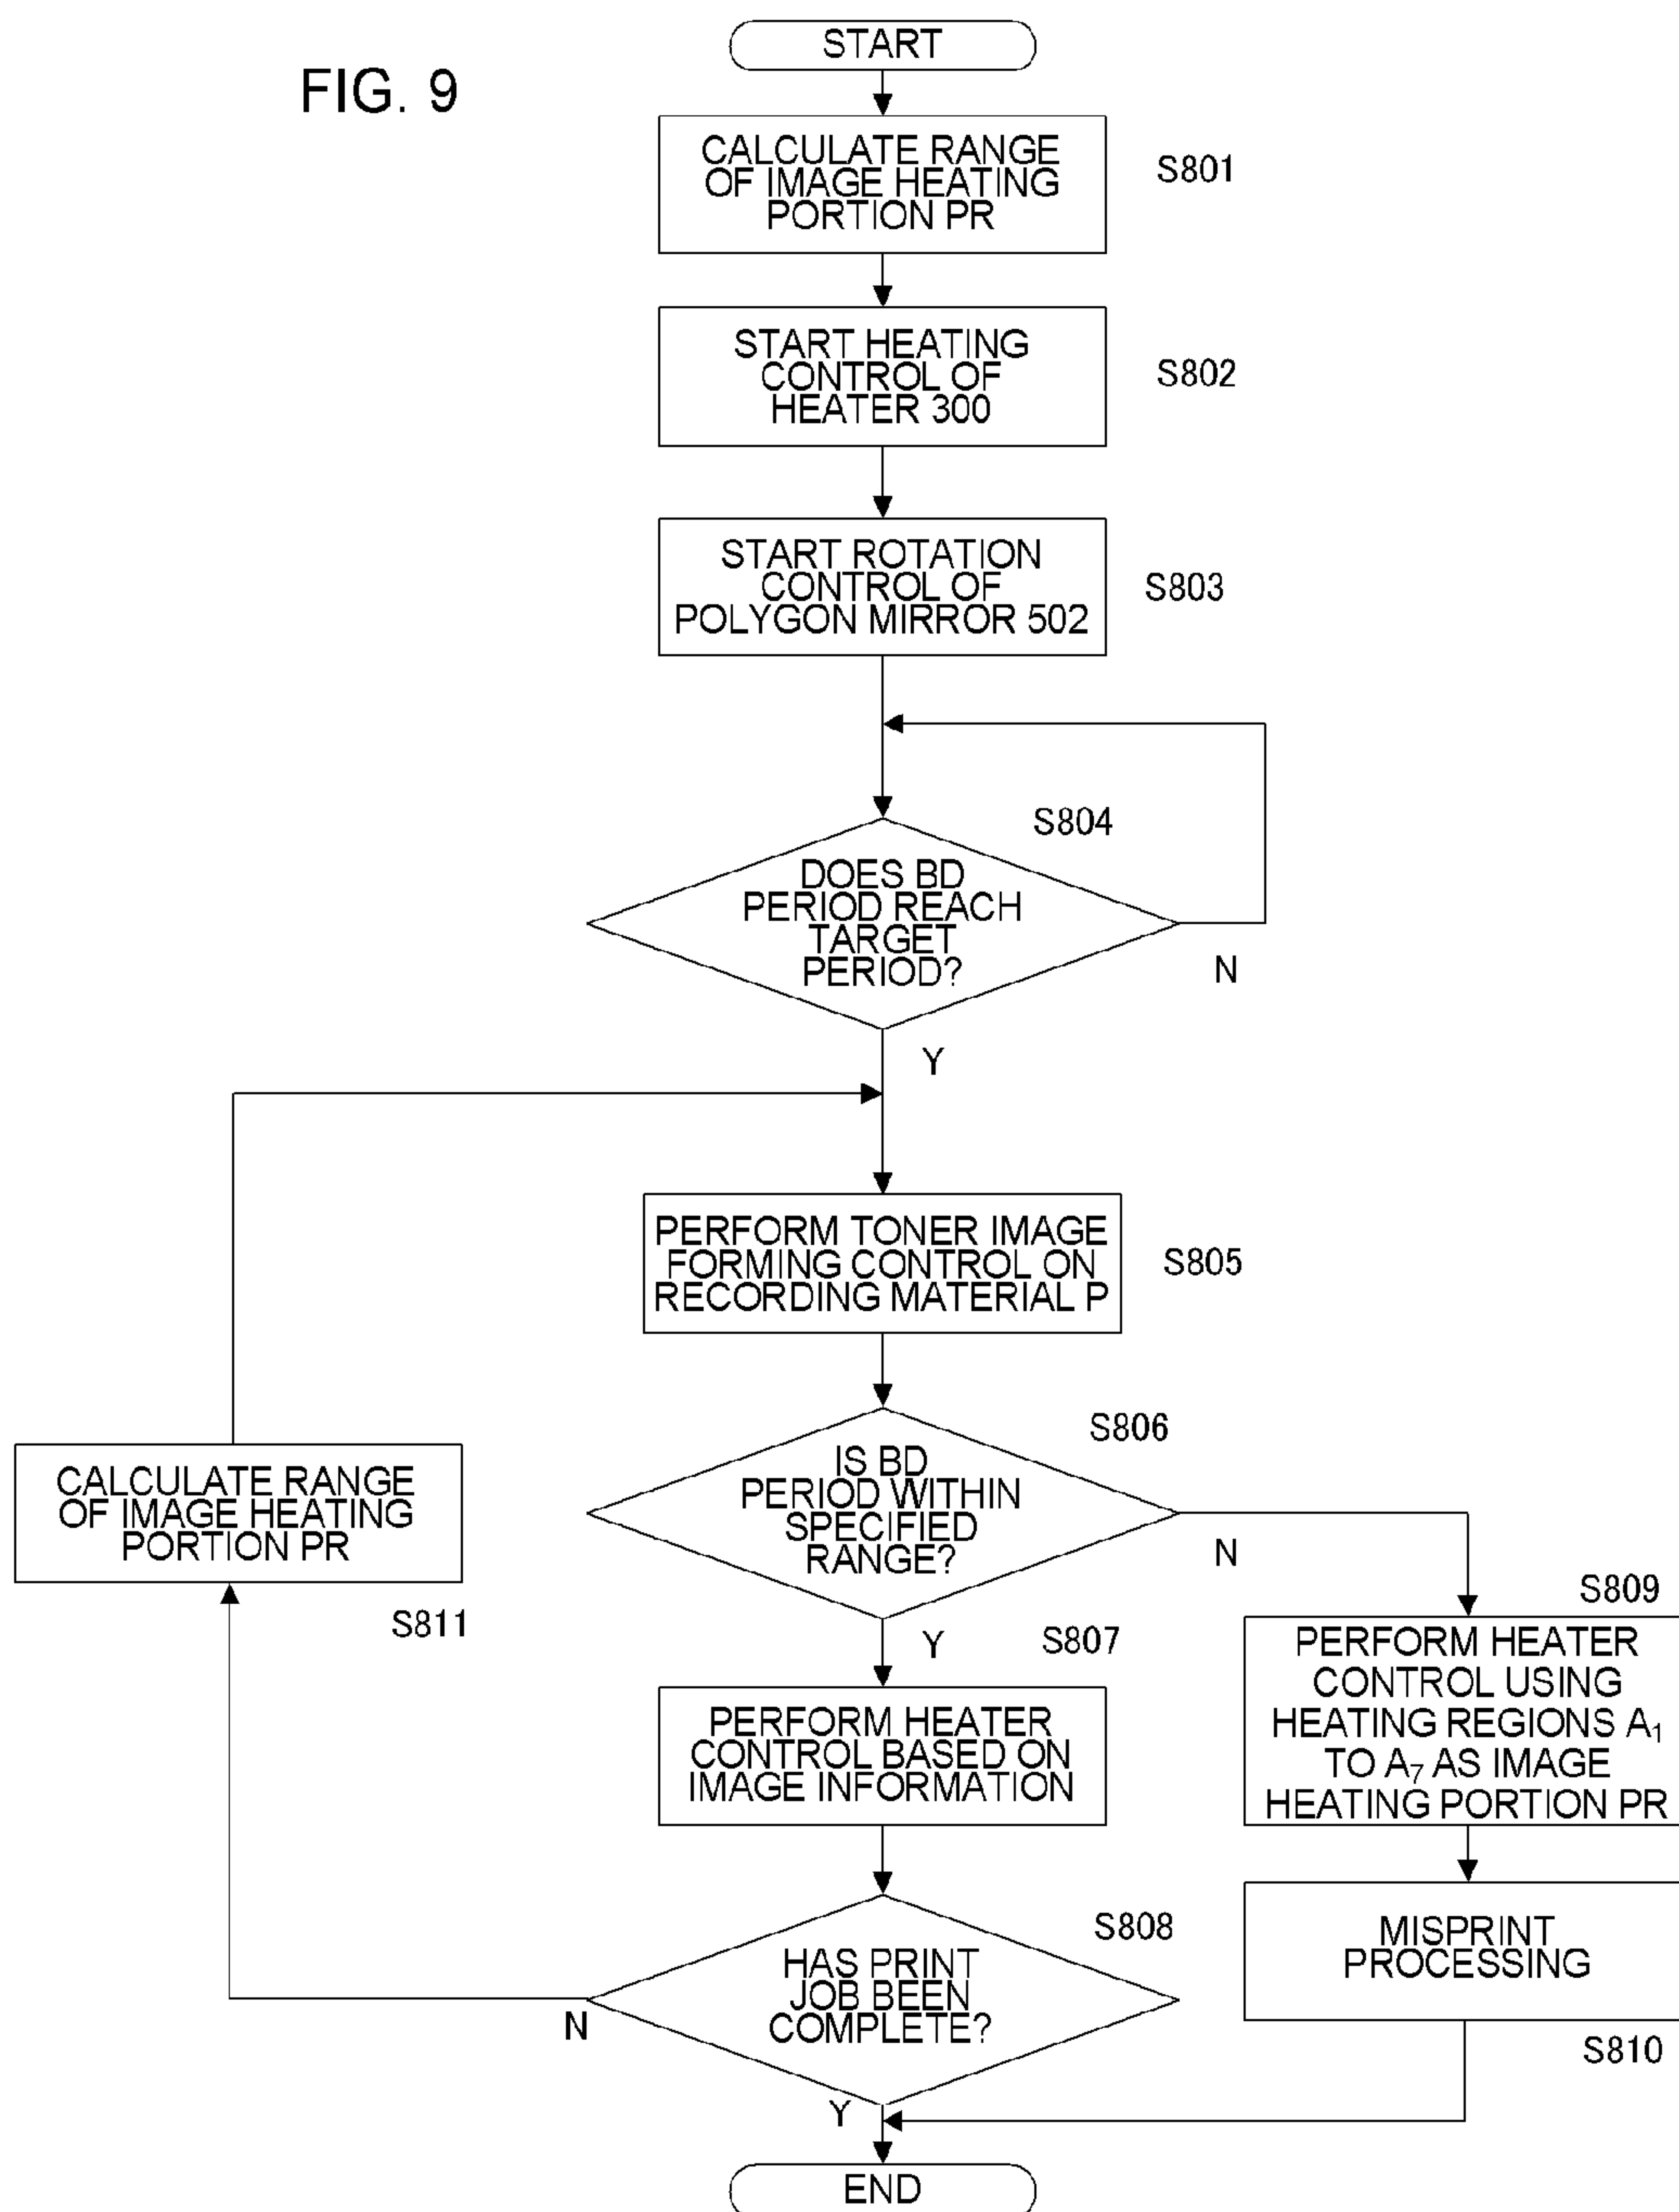 FIG. 9
START
CALCULATE RANGE
OF IMAGE HEATING
PORTION PR
S801
START HEATING
CONTROL OF
HEATER 300
S802
START ROTATION
CONTROL OF
POLYGON MIRROR 502
S803
S804
DOES BD
PERIOD REACH
TARGET
PERIOD?
N
Y
PERFORM TONER IMAGE
FORMING CONTROL ON
RECORDING MATERIAL P
S805
S806
IS BD
PERIOD WITHIN
SPECIFIED
RANGE?
N
Y
CALCULATE RANGE
OF IMAGE HEATING
PORTION PR
S811
S807
PERFORM HEATER
CONTROL BASED ON
IMAGE INFORMATION
S809
PERFORM HEATER
CONTROL USING
HEATING REGIONS A₁
TO A₇ AS IMAGE
HEATING PORTION PR
S808
HAS PRINT
JOB BEEN
COMPLETE?
N
Y
MISPRINT
PROCESSING
S810
END